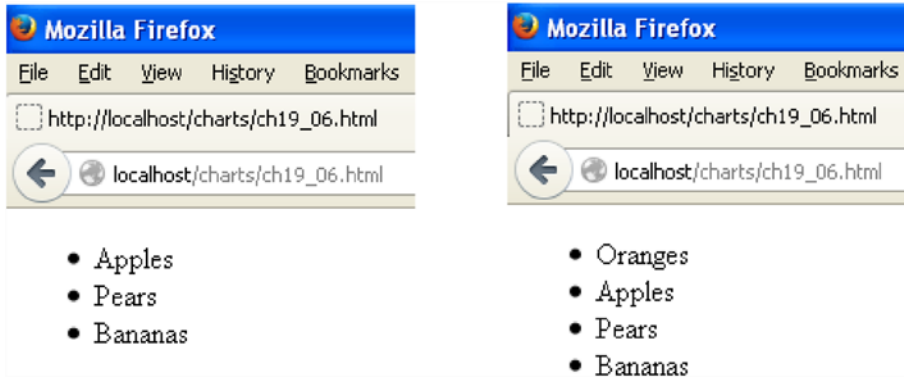 Mozilla Firefox
File Edit View History Bookmarks
http://localhost/charts/ch19_06.html
localhost/charts/ch19_06.html
• Apples
• Pears
• Bananas
Mozilla Firefox
File Edit View History Bookmarks
http://localhost/charts/ch19_06.html
localhost/charts/ch19_06.html
• Oranges
• Apples
• Pears
• Bananas